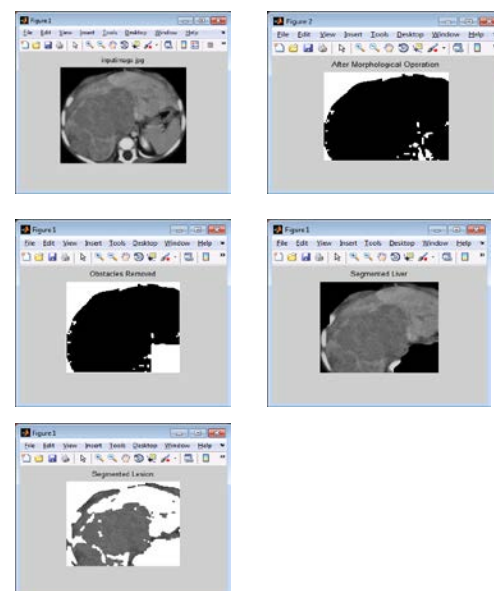 Figure 1
File Edit View Insert Tools Desktop Window Help
inputimage.jpg
Figure 2
File Edit View Insert Tools Desktop Window Help
After Morphological Operation
Figure 1
File Edit View Insert Tools Desktop Window Help
Obstacles Removed
Figure 1
File Edit View Insert Tools Desktop Window Help
Segmented Liver
Figure 1
File Edit View Insert Tools Desktop Window Help
Segmented Lesion